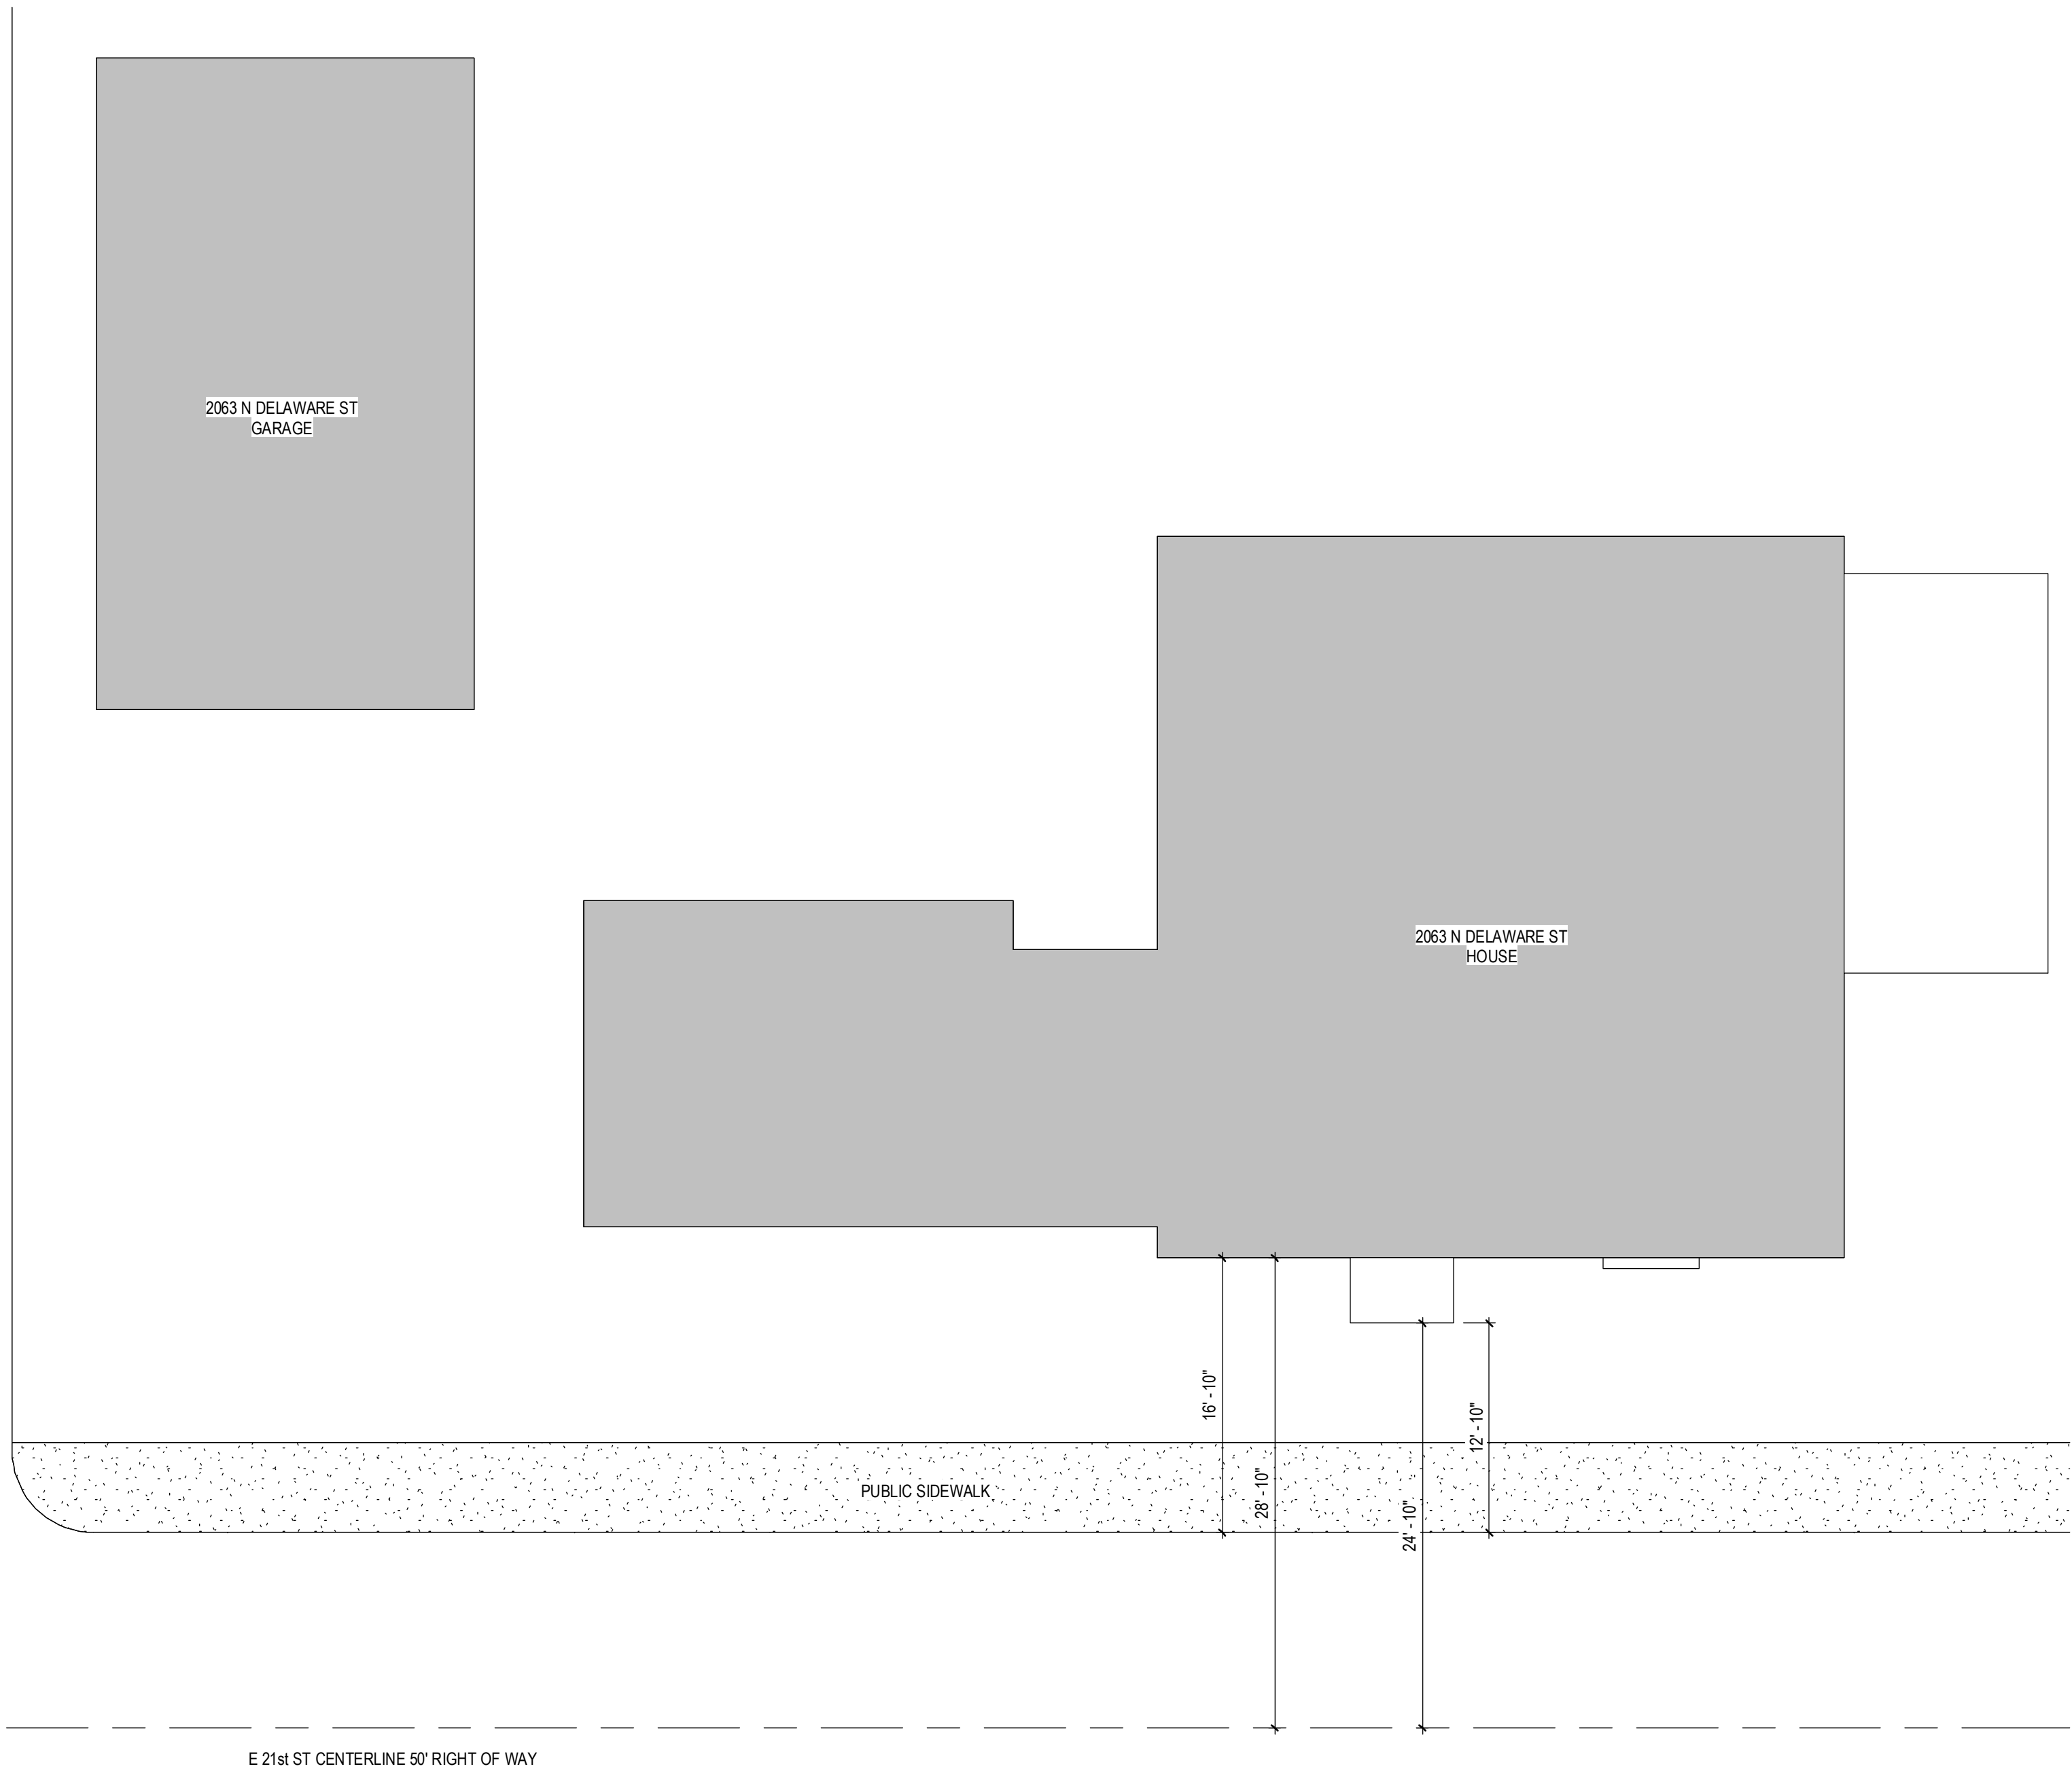 2063 N DELAWARE ST
GARAGE
2063 N DELAWARE ST
HOUSE
16' - 10"
12' - 10"
28' - 10"
24' - 10"
PUBLIC SIDEWALK
E 21st ST CENTERLINE 50' RIGHT OF WAY